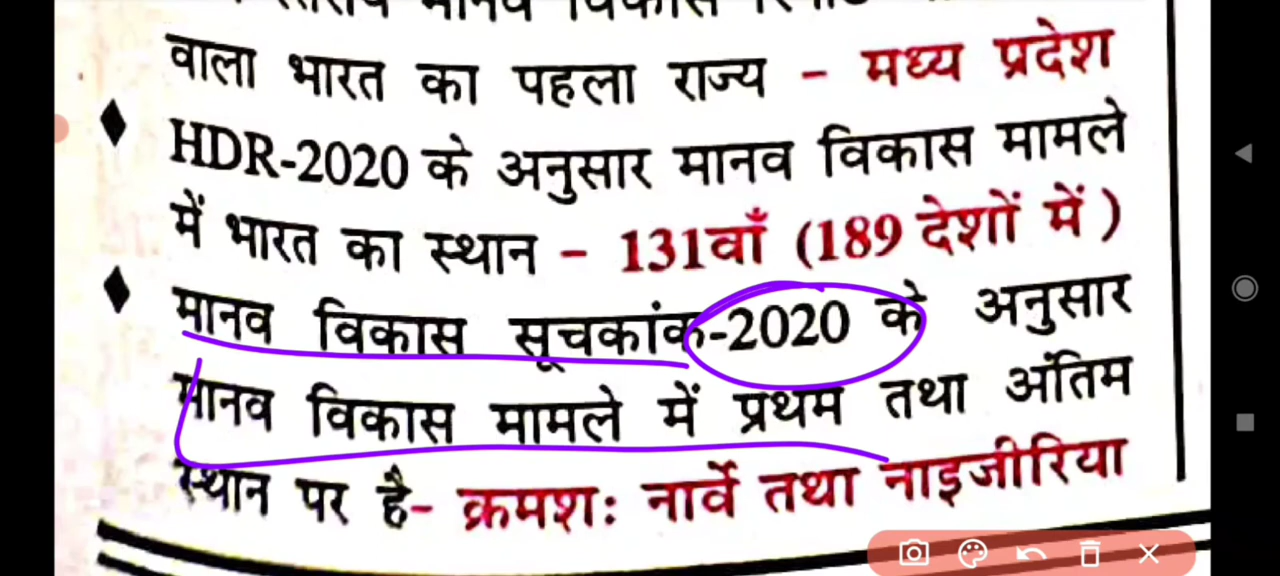 मानव विकास
वाला भारत का पहला राज्य - मध्य प्रदेश
HDR-2020 के अनुसार मानव विकास मामले
में भारत का स्थान - 131वाँ (189 देशों में)
मानव विकास सूचकांक-2020 के अनुसार
मानव विकास मामले में प्रथम तथा अंतिम
स्थान पर है- क्रमशः नार्वे तथा नाइजीरिया